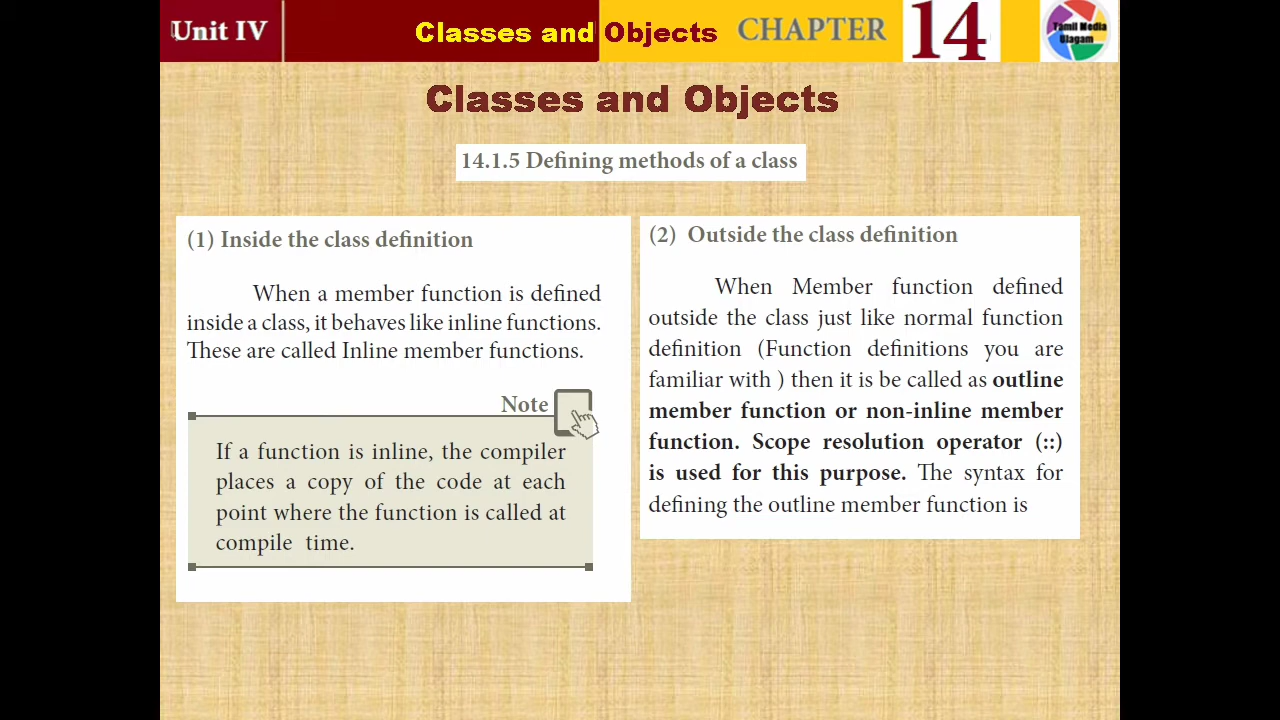 Unit IV
Classes and Objects
CHAPTER
14
Tamil Media
Ulagam
Classes and Objects
14.1.5 Defining methods of a class
(1) Inside the class definition
When a member function is defined
inside a class, it behaves like inline functions.
These are called Inline member functions.
Note
If a function is inline, the compiler
places a copy of the code at each
point where the function is called at
compile time.
(2) Outside the class definition
When Member function defined
outside the class just like normal function
definition (Function definitions you are
familiar with ) then it is be called as outline
member function or non-inline member
function. Scope resolution operator (::)
is used for this purpose. The syntax for
defining the outline member function is